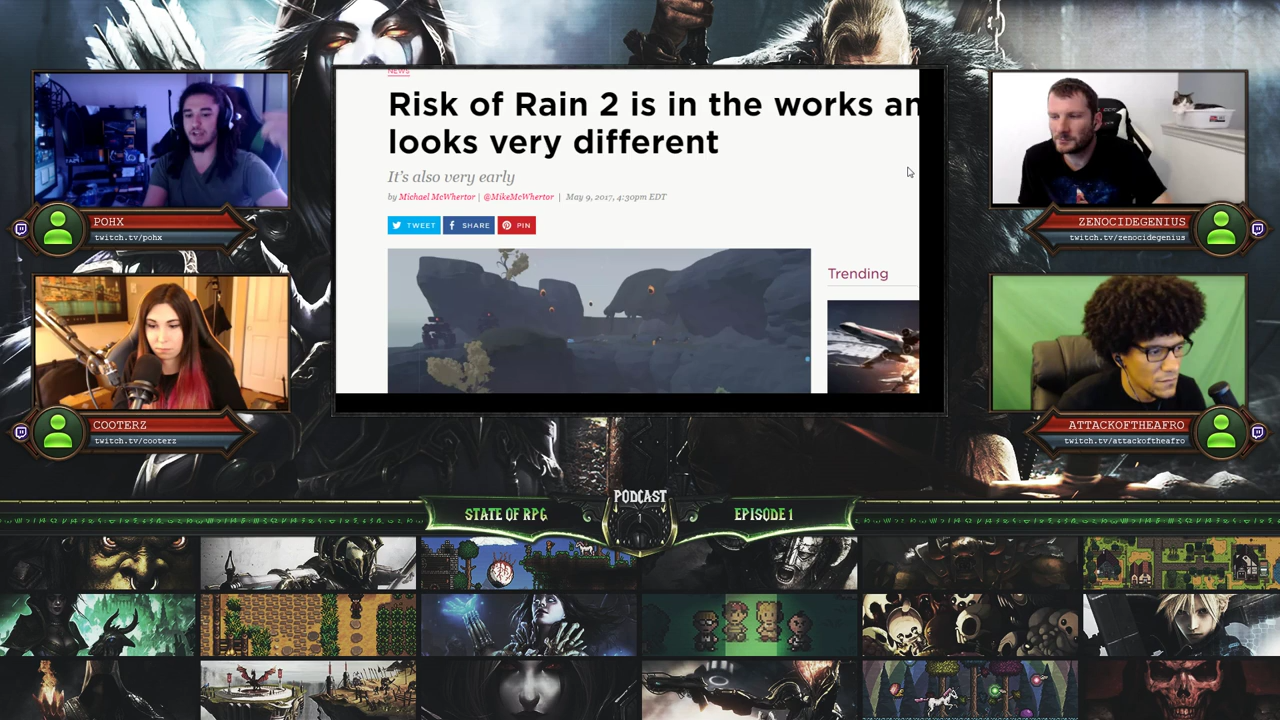 NEWS
Risk of Rain 2 is in the works an
looks very different
It's also very early
by Michael McWhertor | @MikeMcWhertor | May 9, 2017, 4:30pm EDT
TWEET
SHARE
PIN
Trending
POHX
twitch.tv/pohx
ZENOCIDEGENIUS
twitch.tv/zenocidegenius
COOTERZ
twitch.tv/cooterz
ATTACKOFTHEAFRO
twitch.tv/attackoftheafro
PODCAST
STATE OF RPG
EPISODE 1